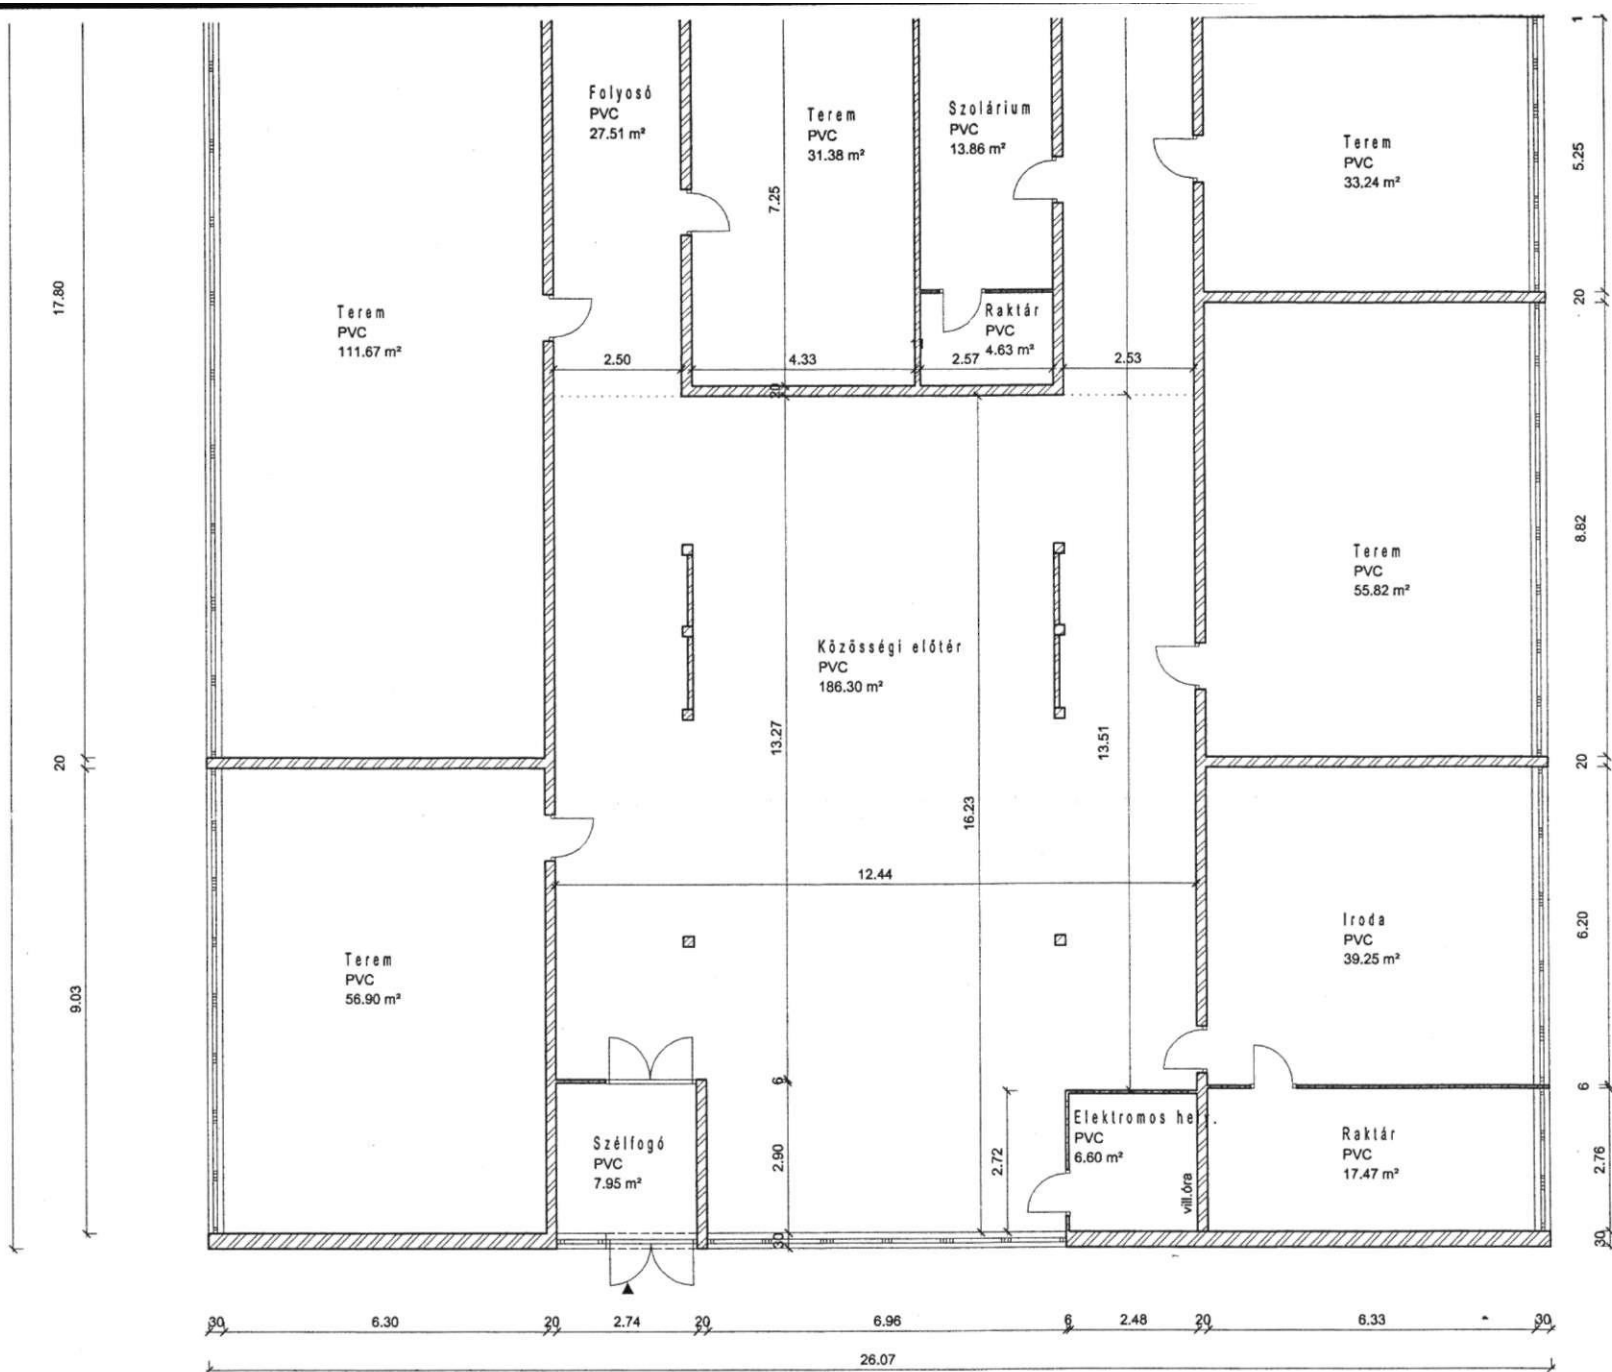 Folyosó
PVC
27.51 m²
Terem
PVC
31.38 m²
Szolárium
PVC
13.86 m²
Terem
PVC
33.24 m²
1
5.25
7.25
17.80
Terem
PVC
111.67 m²
Raktár
PVC
4.63 m²
20
2.50
4.33
2.57
2.53
20
Terem
PVC
55.82 m²
8.82
Közösségi előtér
PVC
186.30 m²
13.27
13.51
16.23
20
20
12.44
Terem
PVC
56.90 m²
9.03
Iroda
PVC
39.25 m²
6.20
6
6
Szélfogó
PVC
7.95 m²
2.90
2.72
Elektromos he
PVC
6.60 m²
vill.óra
Raktár
PVC
17.47 m²
2.76
30
30
30
6.30
20
2.74
20
6.96
6
2.48
20
6.33
30
26.07